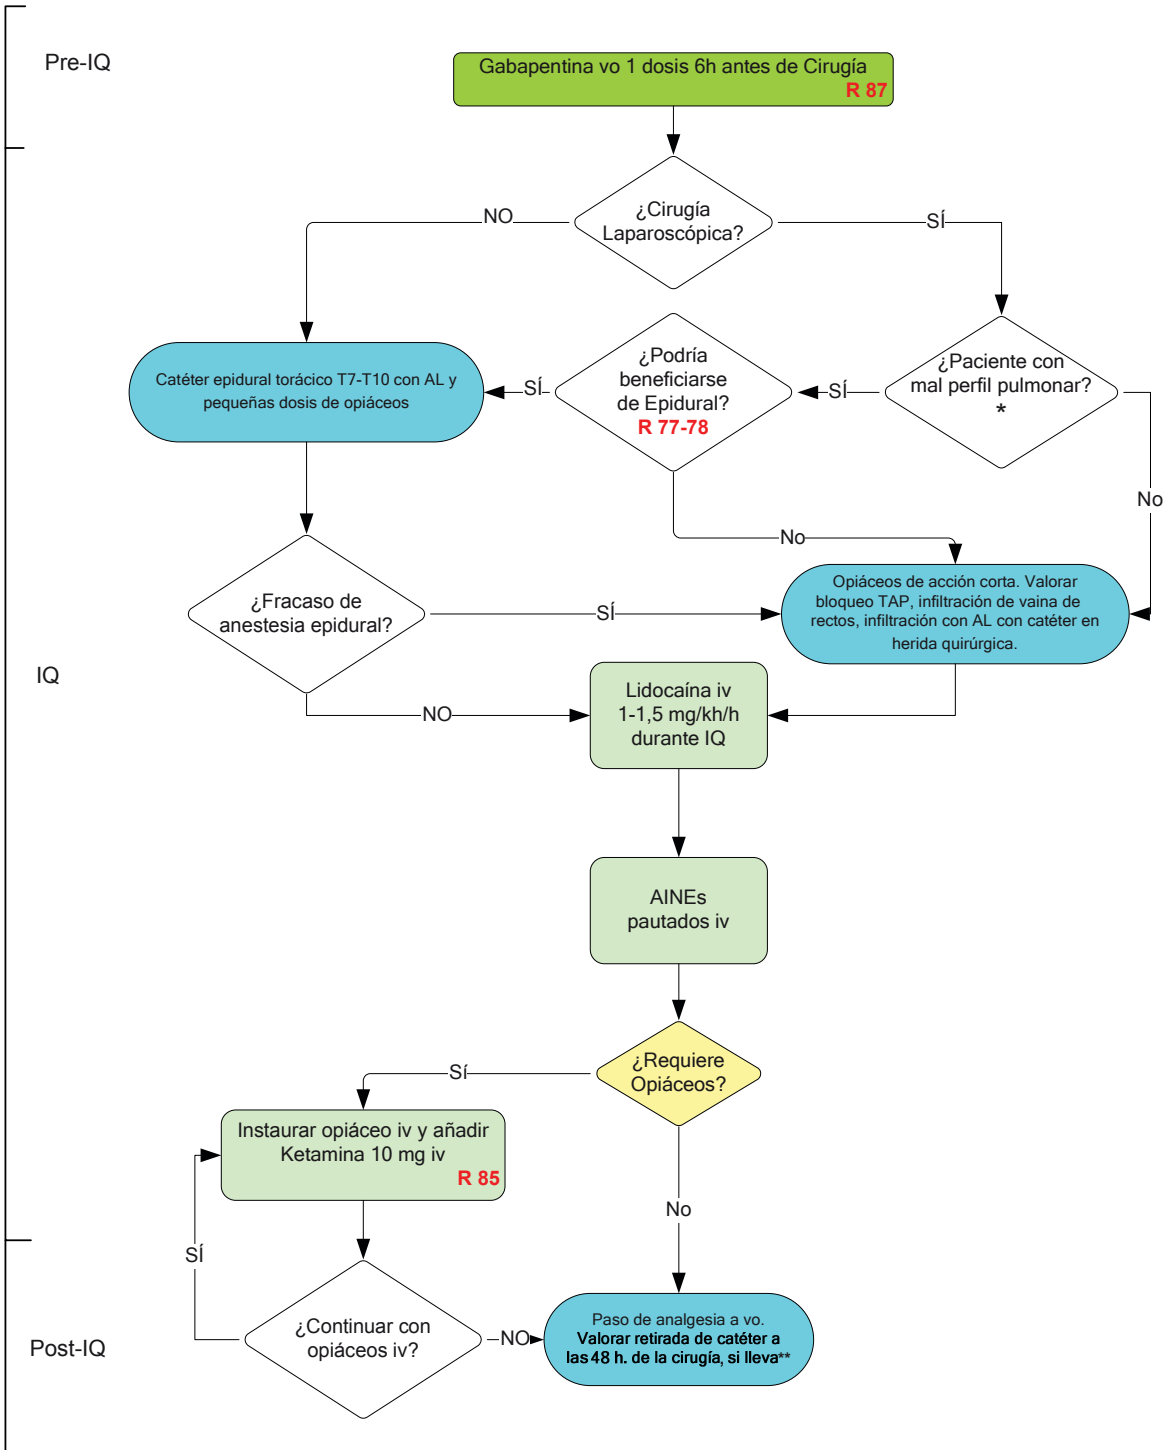 Pre-IQ
Gabapentina vo 1 dosis 6h antes de Cirugía
R 87
¿Cirugía
Laparoscópica?
NO
SÍ
¿Paciente con
mal perfil pulmonar?
*
SÍ
No
¿Podría
beneficiarse
de Epidural?
R 77-78
SÍ
No
Catéter epidural torácico T7-T10 con AL y
pequeñas dosis de opiáceos
¿Fracaso de
anestesia epidural?
SÍ
NO
Opiáceos de acción corta. Valorar
bloqueo TAP, infiltración de vaina de
rectos, infiltración con AL con catéter en
herida quirúrgica.
IQ
Lidocaína iv
1-1,5 mg/kh/h
durante IQ
AINEs
pautados iv
¿Requiere
Opiáceos?
Sí
No
Instaurar opiáceo iv y añadir
Ketamina 10 mg iv
R 85
SÍ
¿Continuar con
opiáceos iv?
NO
Paso de analgesia a vo.
Valorar retirada de catéter a
las 48 h. de la cirugía, si lleva**
Post-IQ